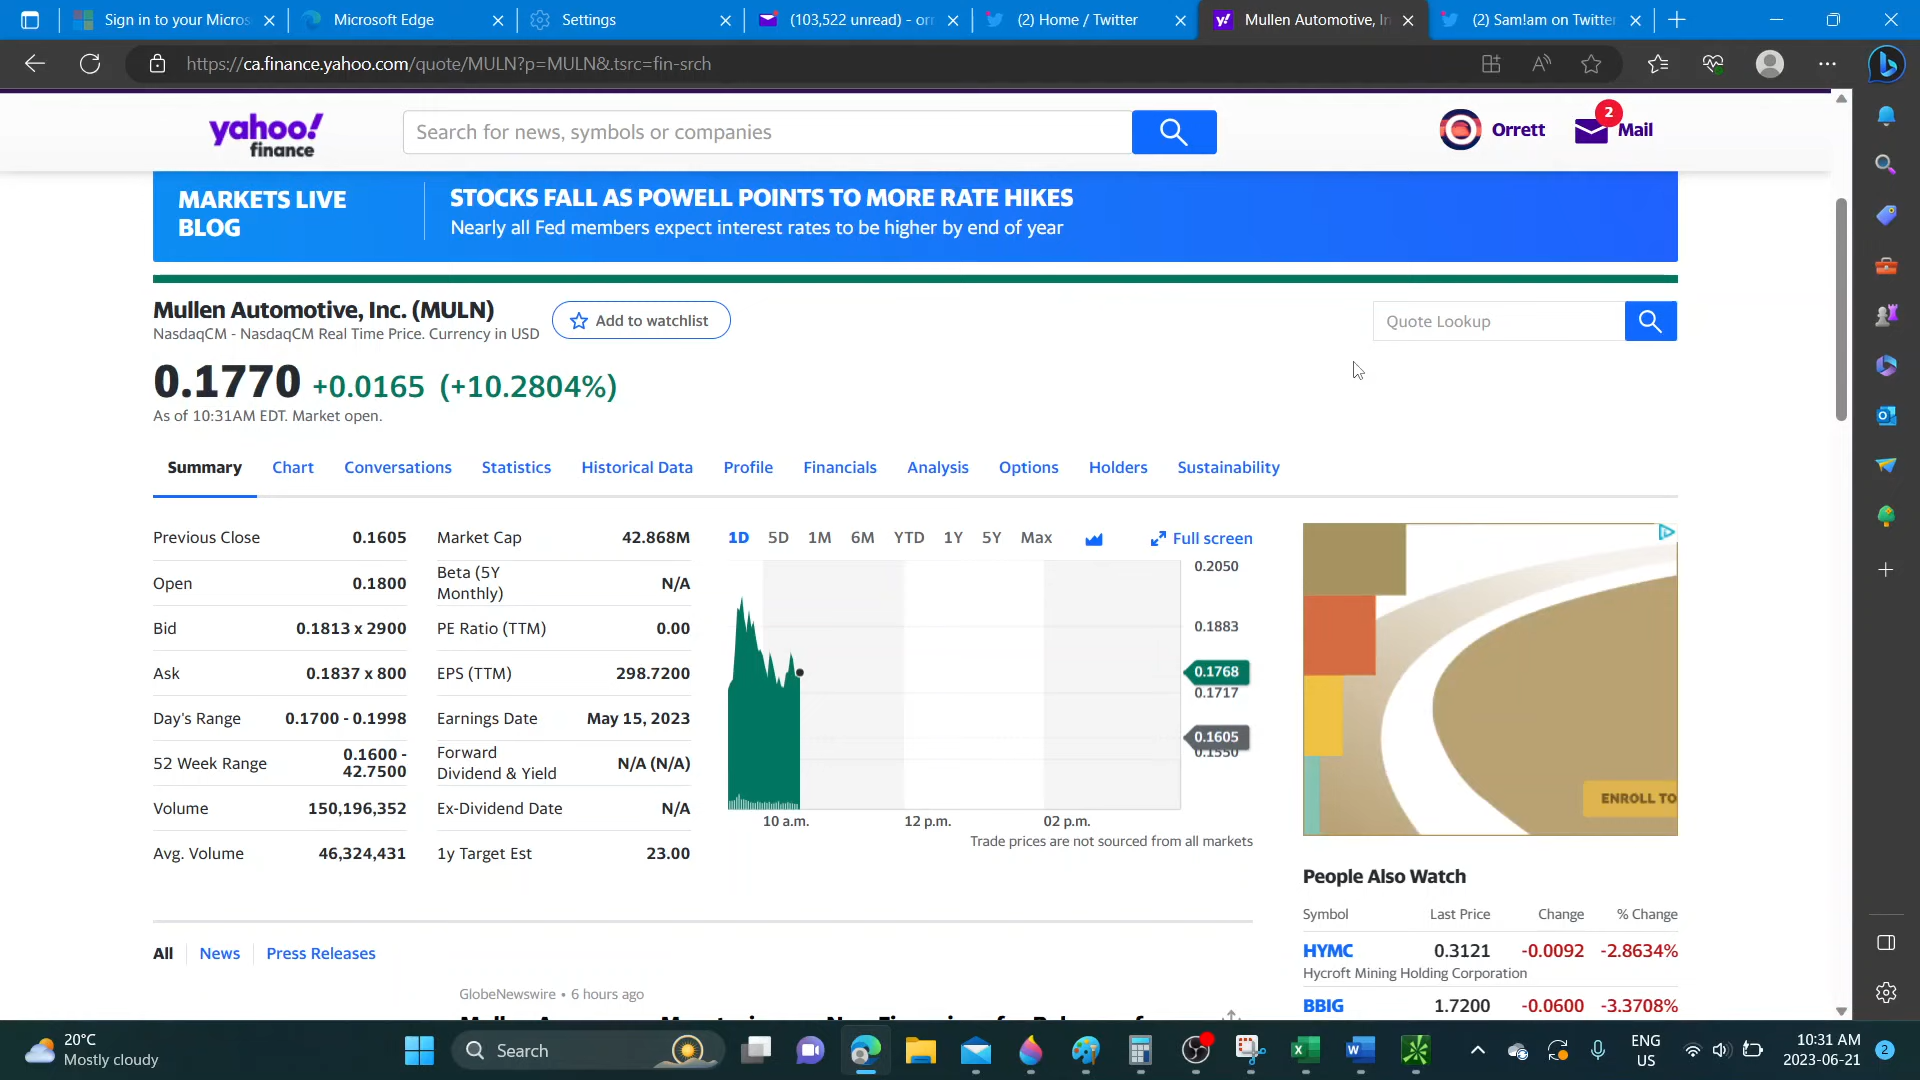 Sign in to your Micros
Microsoft Edge
Settings
(103,522 unread) - orr
(2) Home / Twitter
Mullen Automotive, In
(2) Sam!am on Twitter
https://ca.finance.yahoo.com/quote/MULN?p=MULN&.tsrc=fin-srch
yahoo!
finance
Search for news, symbols or companies
Orrett
2
Mail
MARKETS LIVE
BLOG
STOCKS FALL AS POWELL POINTS TO MORE RATE HIKES
Nearly all Fed members expect interest rates to be higher by end of year
Mullen Automotive, Inc. (MULN)
NasdaqCM - NasdaqCM Real Time Price. Currency in USD
Add to watchlist
Quote Lookup
0.1770 +0.0165 (+10.2804%)
As of 10:31AM EDT. Market open.
Summary Chart Conversations Statistics Historical Data Profile Financials Analysis Options Holders Sustainability
Previous Close 0.1605
Open 0.1800
Bid 0.1813 x 2900
Ask 0.1837 x 800
Day's Range 0.1700 - 0.1998
52 Week Range 0.1600 -
42.7500
Volume 150,196,352
Avg. Volume 46,324,431
Market Cap 42.868M
Beta (5Y
Monthly) N/A
PE Ratio (TTM) 0.00
EPS (TTM) 298.7200
Earnings Date May 15, 2023
Forward
Dividend & Yield N/A (N/A)
Ex-Dividend Date N/A
1y Target Est 23.00
1D 5D 1M 6M YTD 1Y 5Y Max Full screen
0.2050
0.1883
0.1768
0.1717
0.1605
0.1550
10 a.m. 12 p.m. 02 p.m.
Trade prices are not sourced from all markets
ENROLL TO
People Also Watch
Symbol Last Price Change % Change
HYMC 0.3121 -0.0092 -2.8634%
Hycroft Mining Holding Corporation
BBIG 1.7200 -0.0600 -3.3708%
All News Press Releases
GlobeNewswire • 6 hours ago
20°C
Mostly cloudy
Search
ENG
US
10:31 AM
2023-06-21
2